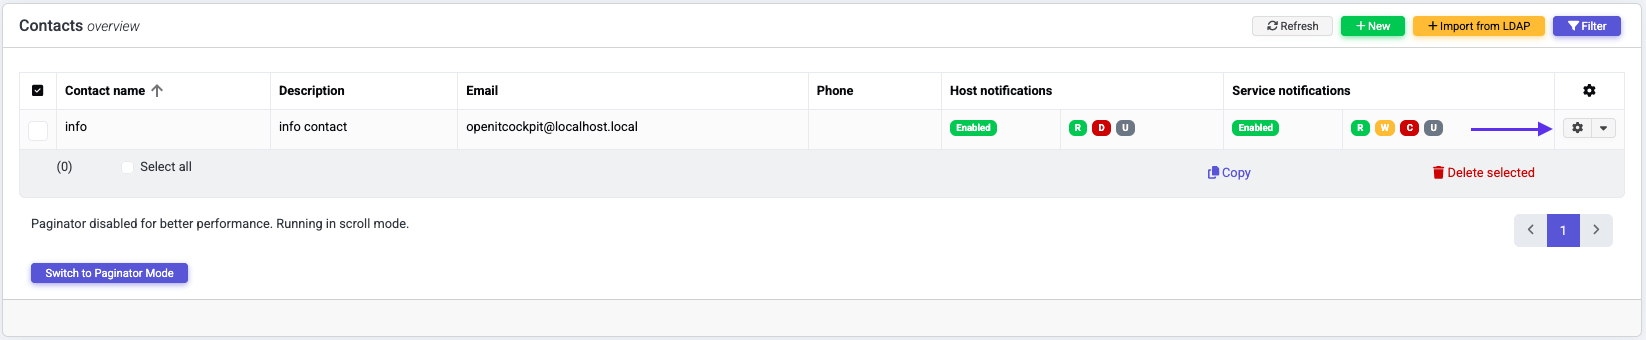 Contacts overview
Refresh
New
Import from LDAP
Filter
Contact name
Description
Email
Phone
Host notifications
Service notifications
info
info contact
openitcockpit@localhost.local
Enabled
R D U
Enabled
R W C U
(0)
Select all
Copy
Delete selected
Paginator disabled for better performance. Running in scroll mode.
1
Switch to Paginator Mode